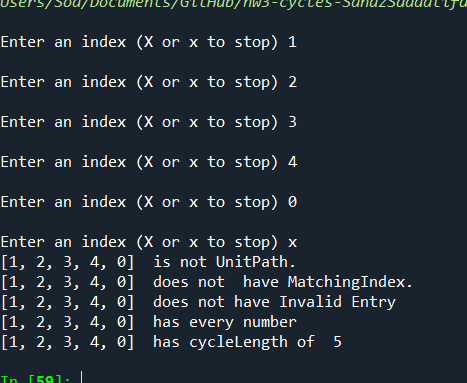 Users/Sou/Documents/GitHub/hw3-cycles-
Enter an index (X or x to stop) 1
Enter an index (X or x to stop) 2
Enter an index (X or x to stop) 3
Enter an index (X or x to stop) 4
Enter an index (X or x to stop) 0
Enter an index (X or x to stop) x
[1, 2, 3, 4, 0]  is not UnitPath.
[1, 2, 3, 4, 0]  does not  have MatchingIndex.
[1, 2, 3, 4, 0]  does not have Invalid Entry
[1, 2, 3, 4, 0]  has every number
[1, 2, 3, 4, 0]  has cycleLength of  5
In [59]: